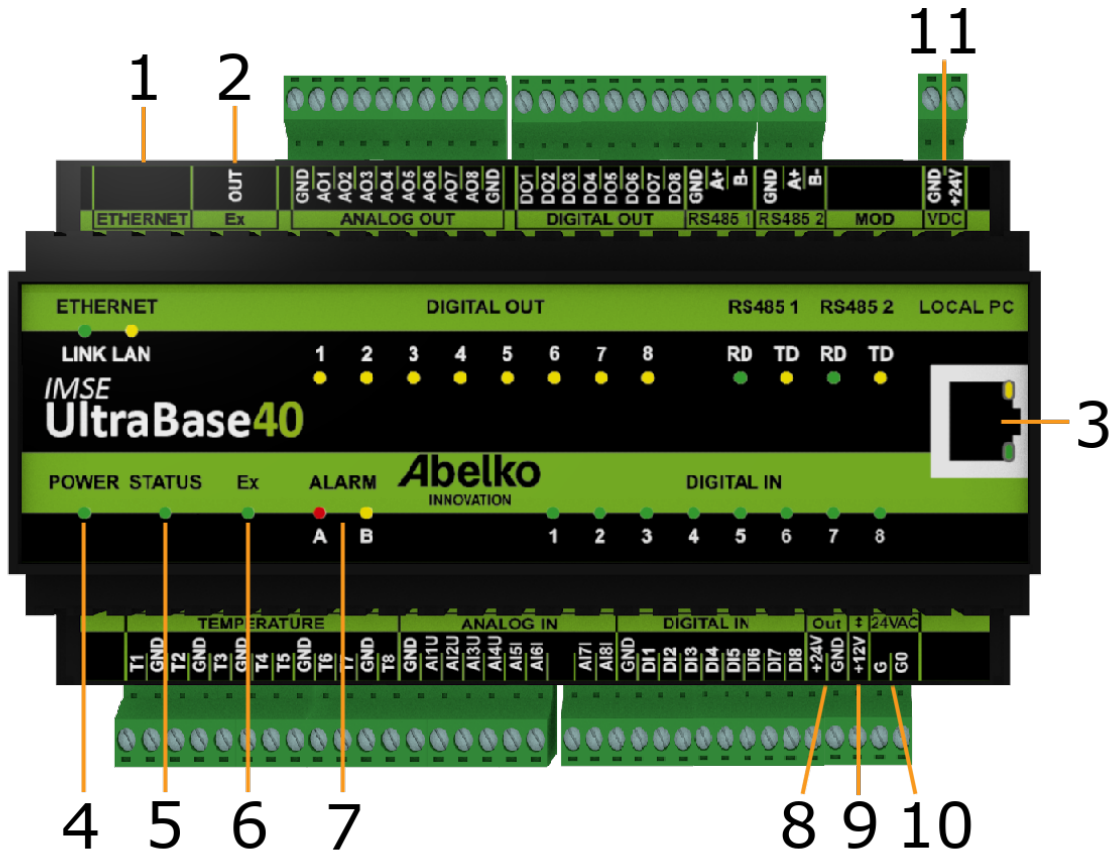 11
1 2
GND AO1 AO2 AO3 AO4 AO5 AO6 AO7 AO8 GND
DO1 DO2 DO3 DO4 DO5 DO6 DO7 DO8 GND A+ B-
GND A+ B-
GND +24V
OUT
ETHERNET Ex ANALOG OUT DIGITAL OUT RS485 1 RS485 2 MOD VDC
ETHERNET DIGITAL OUT RS485 1 RS485 2 LOCAL PC
LINK LAN 1 2 3 4 5 6 7 8 RD TD RD TD
IMSE
UltraBase40
3
POWER STATUS Ex ALARM Abelko DIGITAL IN
INNOVATION
A B 1 2 3 4 5 6 7 8
TEMPERATURE ANALOG IN DIGITAL IN Out ↕ 24VAC
T1 GND T2 GND T3 GND T4 T5 GND T6 T7 GND T8 GND AI1U AI2U AI3U AI4U AI5I AI6I AI7I AI8I GND DI1 DI2 DI3 DI4 DI5 DI6 DI7 DI8 +24V GND +12V G G0
4 5 6 7 8 9 10